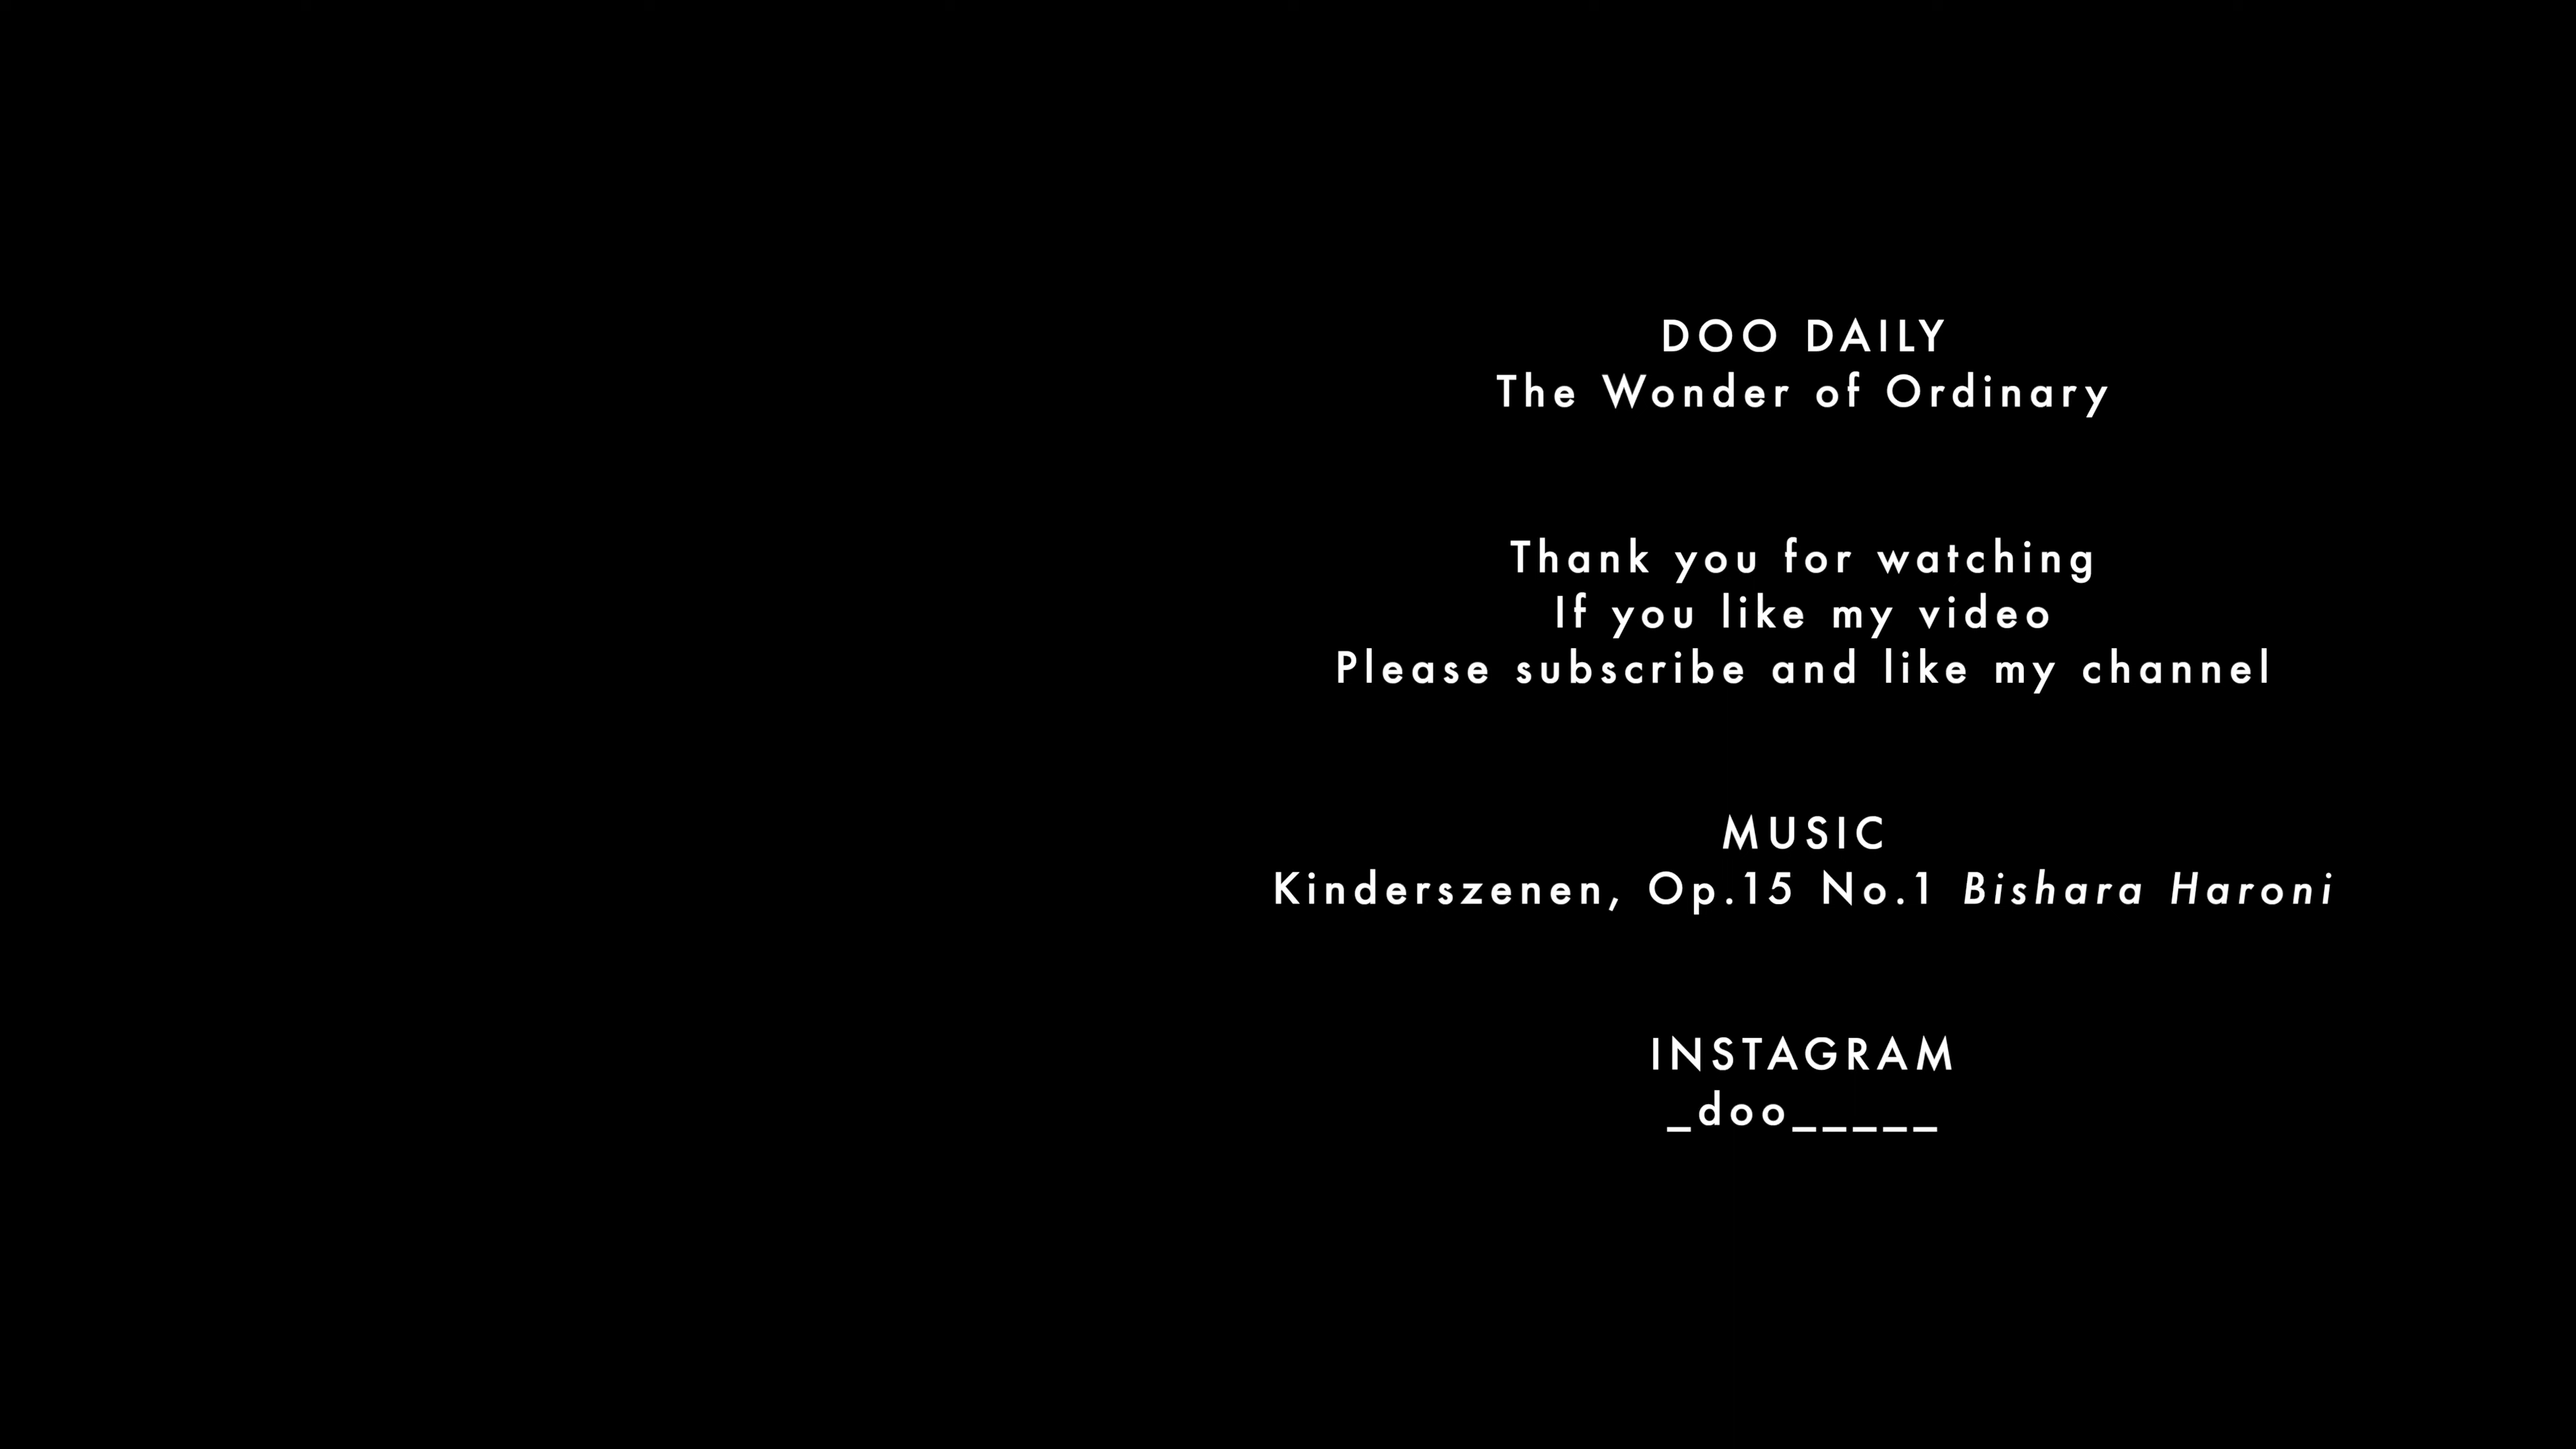 DOO DAILY
The Wonder of Ordinary
Thank you for watching
If you like my video
Please subscribe and like my channel
MUSIC
Kinderszenen, Op.15 No.1 Bishara Haroni
INSTAGRAM
_doo_____